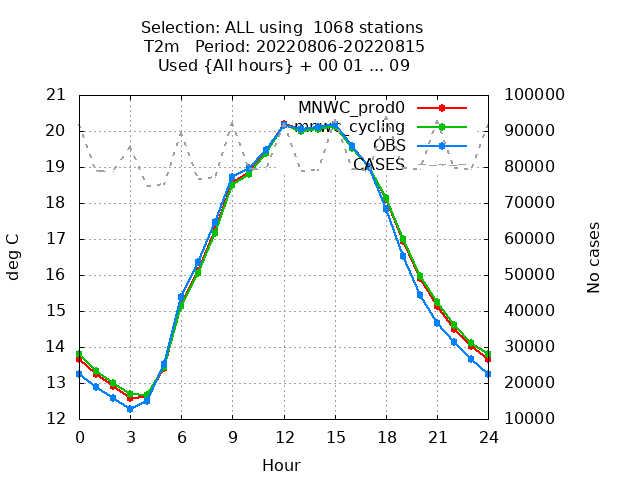 Selection: ALL using  1068 stations
T2m   Period: 20220806-20220815
Used {All hours} + 00 01 ... 09
MNWC_prod0
mnwc_cycling
OBS
CASES
21
20
19
18
17
16
15
14
13
12
deg C
100000
90000
80000
70000
60000
50000
40000
30000
20000
10000
No cases
0 3 6 9 12 15 18 21 24
Hour